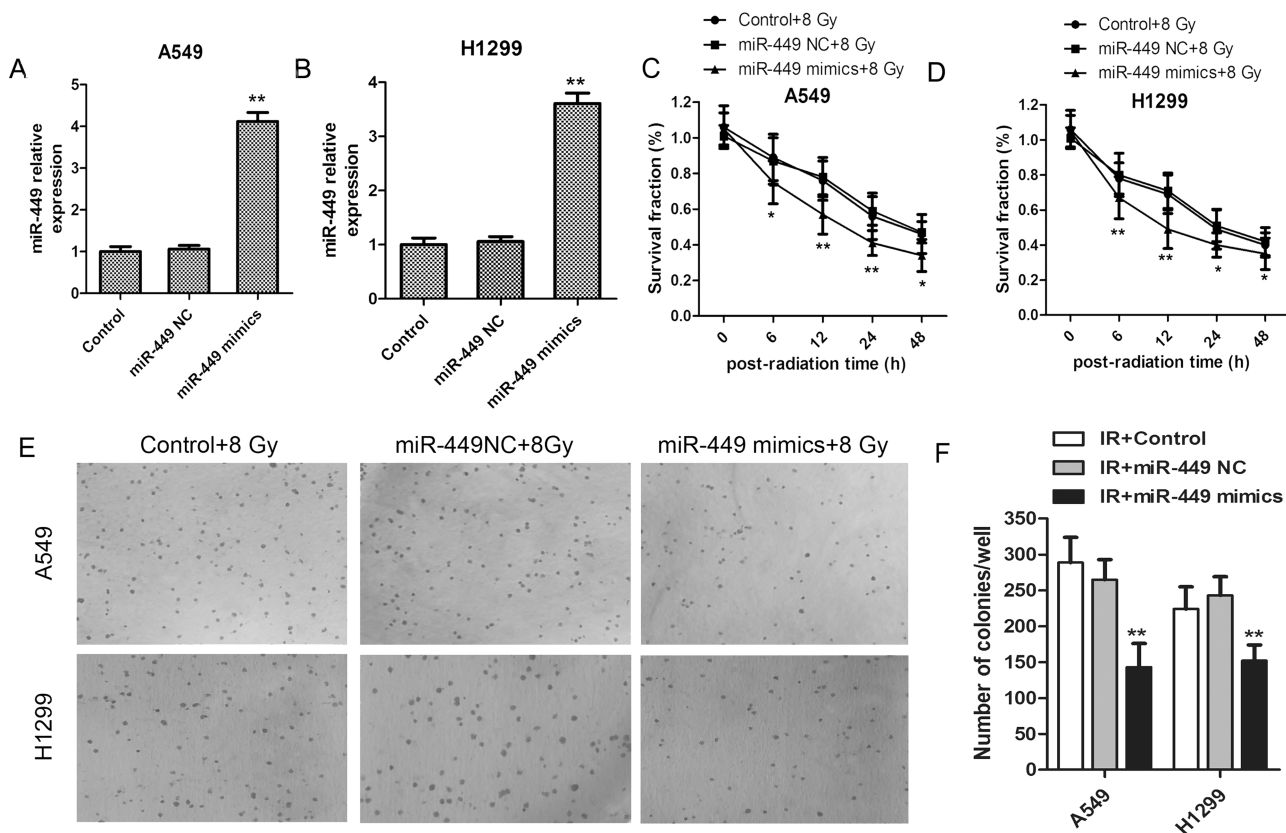 A
A549
miR-449 relative
expression
5
4
3
2
1
0
**
Control
miR-449 NC
miR-449 mimics
B
H1299
miR-449 relative
expression
4
3
2
1
0
**
Control
miR-449 NC
miR-449 mimics
C
Control+8 Gy
miR-449 NC+8 Gy
miR-449 mimics+8 Gy
A549
Survival fraction (%)
1.2
1.0
0.8
0.6
0.4
0.2
0.0
*
**
**
*
0
6
12
24
48
post-radiation time (h)
D
Control+8 Gy
miR-449 NC+8 Gy
miR-449 mimics+8 Gy
H1299
Survival fraction (%)
1.2
1.0
0.8
0.6
0.4
0.2
0.0
**
**
*
*
0
6
12
24
48
post-radiation time (h)
E
Control+8 Gy
miR-449NC+8Gy
miR-449 mimics+8 Gy
A549
H1299
F
IR+Control
IR+miR-449 NC
IR+miR-449 mimics
Number of colonies/well
350
300
250
200
150
100
50
0
**
**
A549
H1299